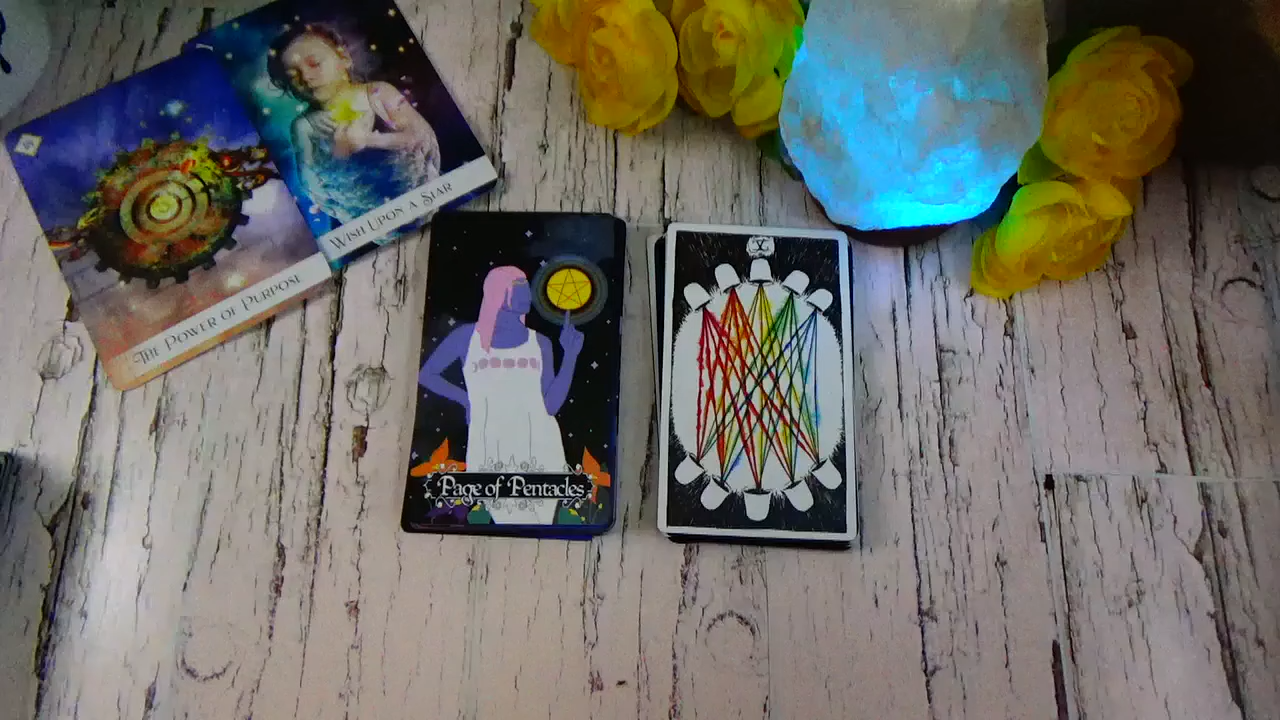 THE POWER OF PURPOSE
WISH UPON A STAR
Page of Pentacles
X